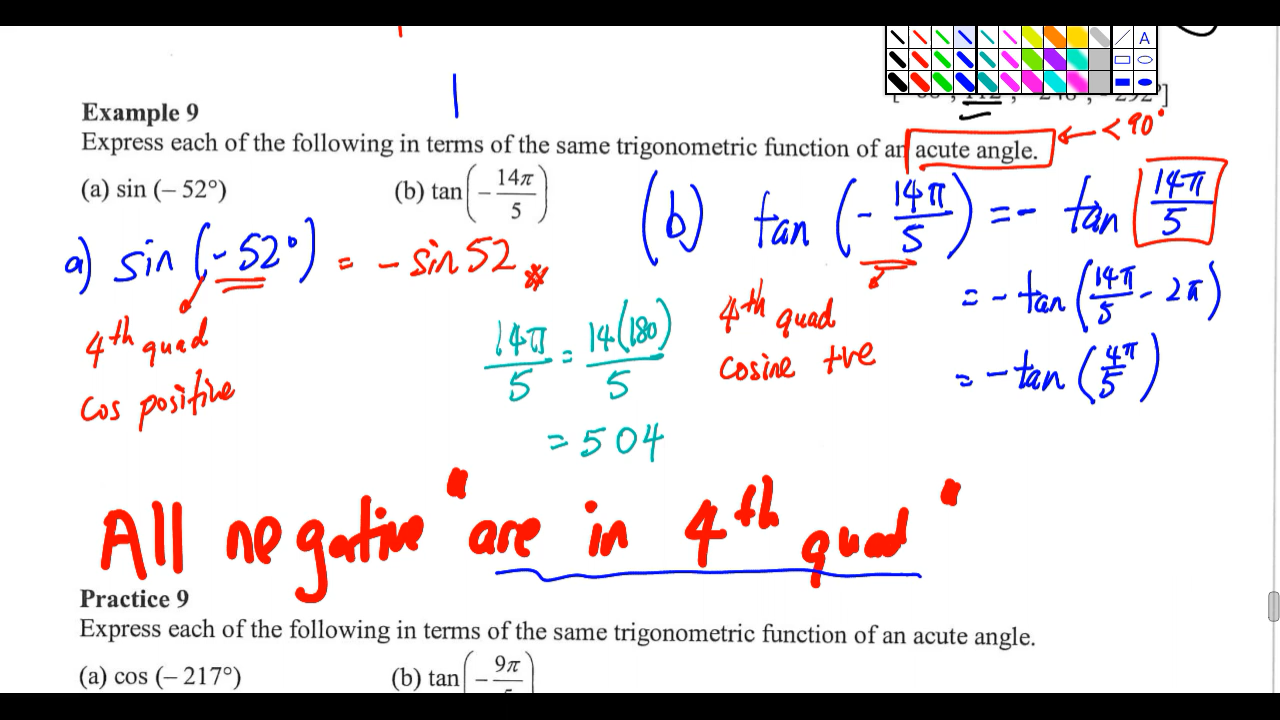 A
Example 9
Express each of the following in terms of the same trigonometric function of an acute angle.
< 90°
(a) sin (– 52°)
(b) tan(– 14π/5)
a) sin (-52°) = - sin 52
4th quad
cos positive
14π/5 = 14(180)/5
= 504
(b) tan (- 14π/5) = - tan 14π/5
4th quad
cosine +ve
= - tan (14π/5 - 2π)
= - tan (4π/5)
All negative " are in 4th quad "
Practice 9
Express each of the following in terms of the same trigonometric function of an acute angle.
(a) cos (– 217°)
(b) tan(– 9π